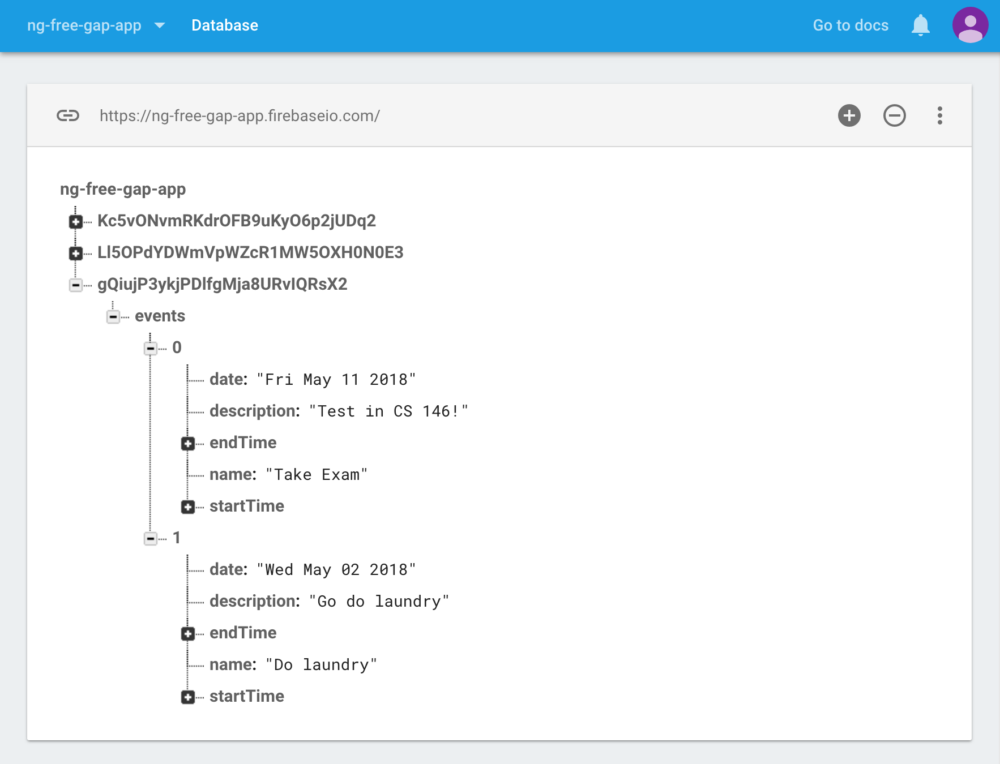 ng-free-gap-app Database Go to docs
https://ng-free-gap-app.firebaseio.com/
ng-free-gap-app
Kc5vONvmRKdrOFB9uKyO6p2jUDq2
Ll5OPdYDWmVpWZcR1MW5OXH0N0E3
gQiujP3ykjPDlfgMja8URvIQRsX2
events
0
date: "Fri May 11 2018"
description: "Test in CS 146!"
endTime
name: "Take Exam"
startTime
1
date: "Wed May 02 2018"
description: "Go do laundry"
endTime
name: "Do laundry"
startTime